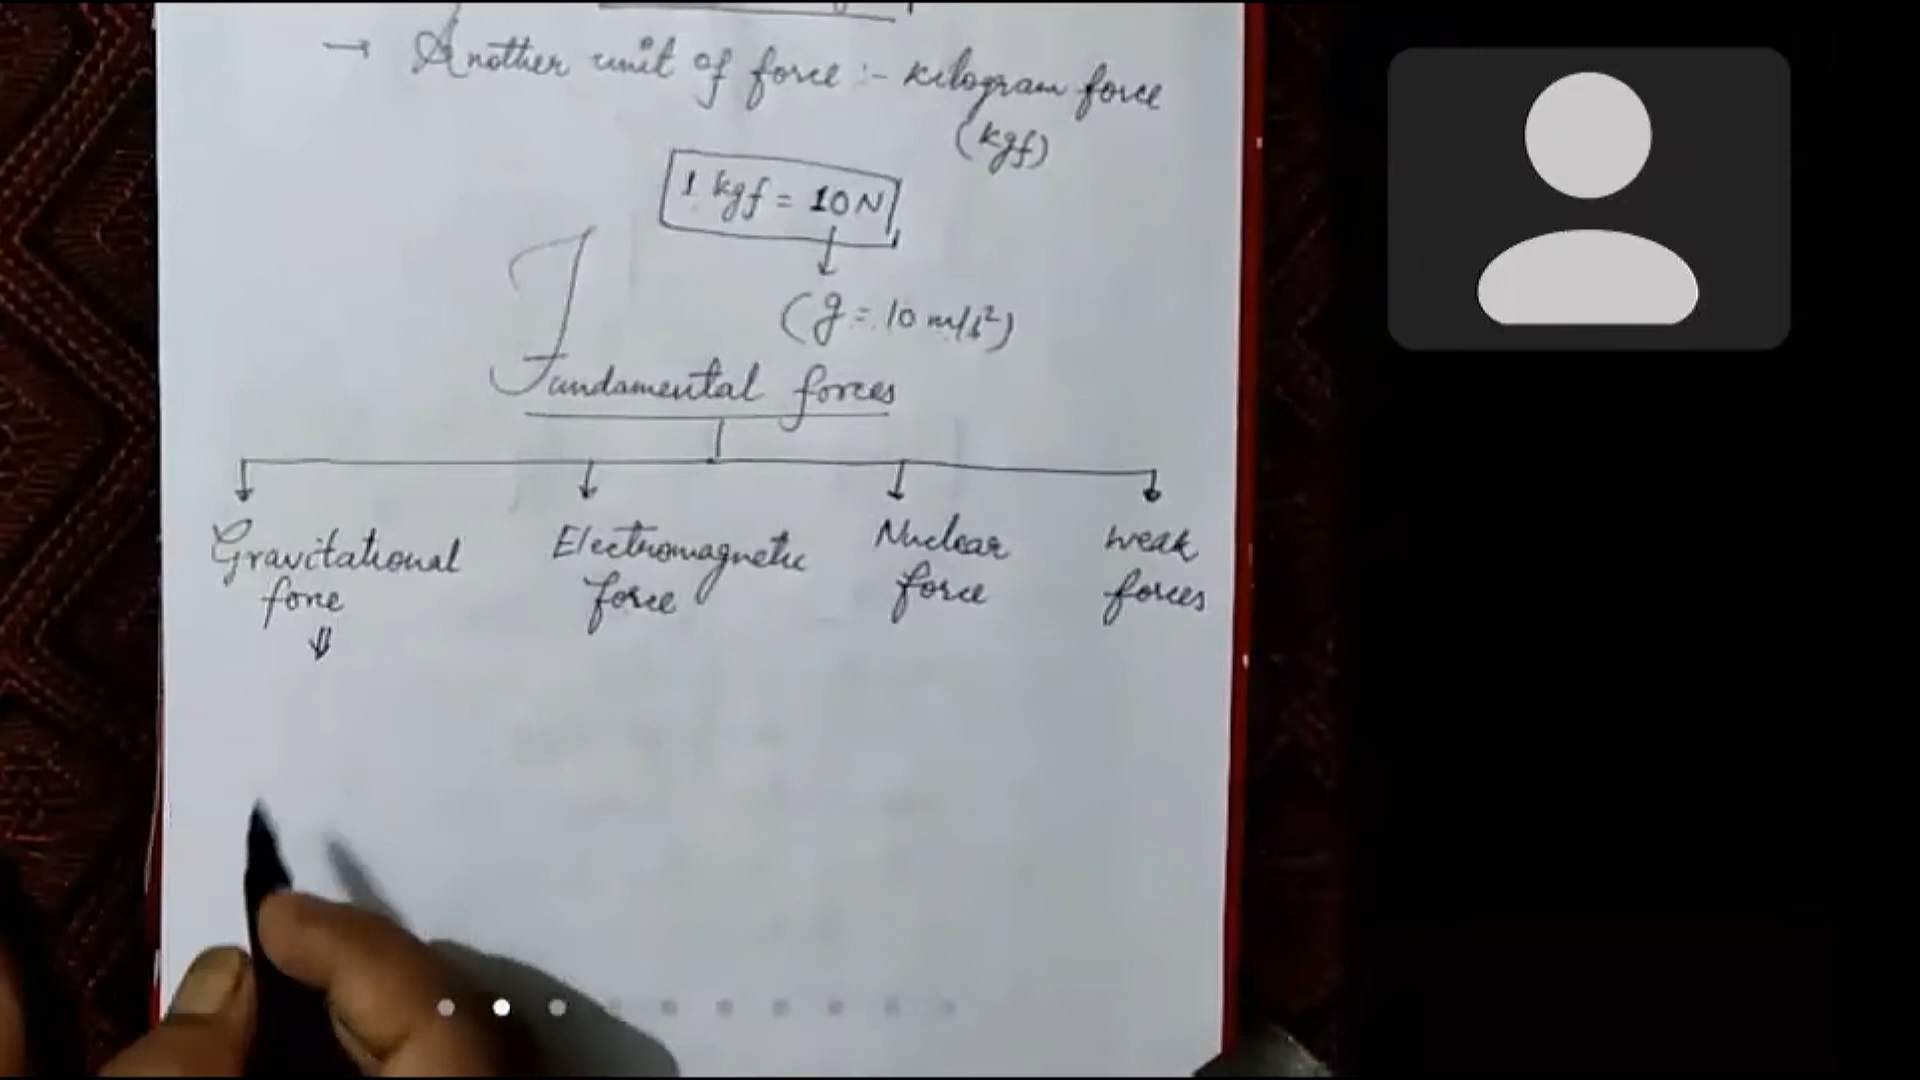 → Another unit of force :- kilogram force
(kgf)
1 kgf = 10N
(g = 10 m/s²)
Fundamental forces
Gravitational force
Electromagnetic force
Nuclear force
Weak forces